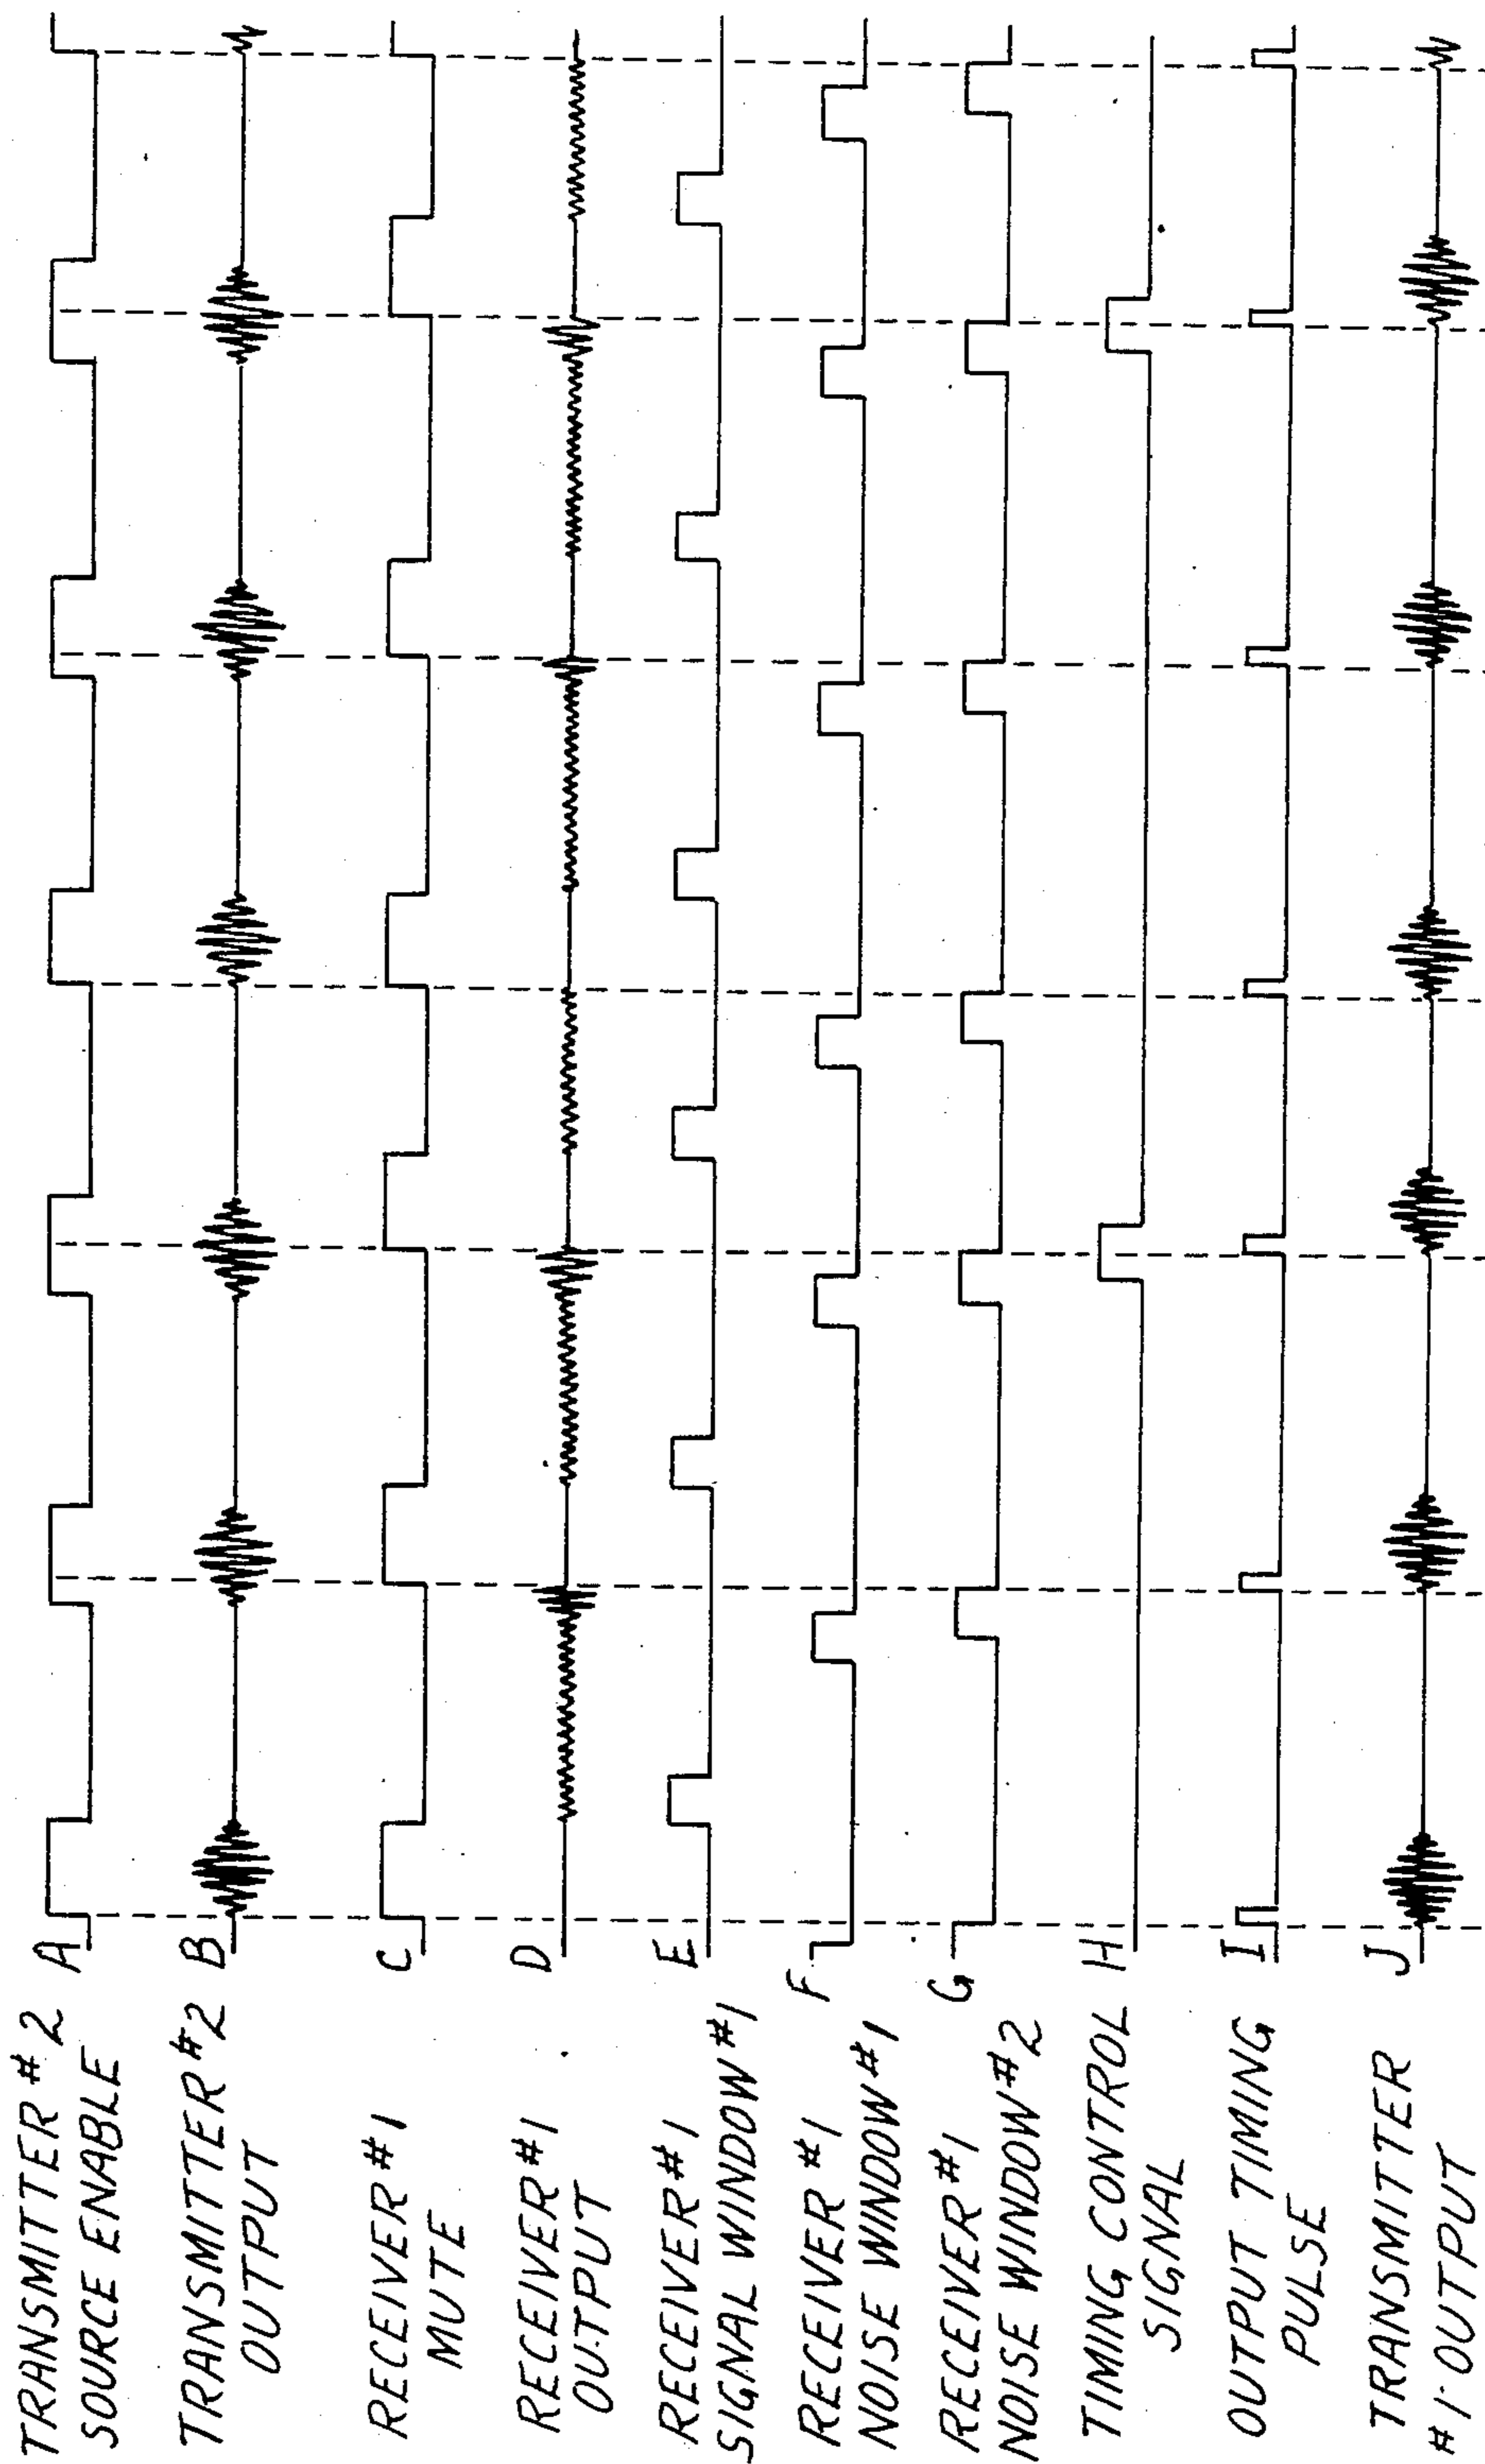 TRANSMITTER #2
SOURCE ENABLE
A
TRANSMITTER #2
OUTPUT
B
RECEIVER #1
MUTE
C
RECEIVER #1
OUTPUT
D
RECEIVER #1
SIGNAL WINDOW #1
E
RECEIVER #1
NOISE WINDOW #1
F
RECEIVER #1
NOISE WINDOW #2
G
TIMING CONTROL
SIGNAL
H
OUTPUT TIMING
PULSE
I
TRANSMITTER
#1 OUTPUT
J